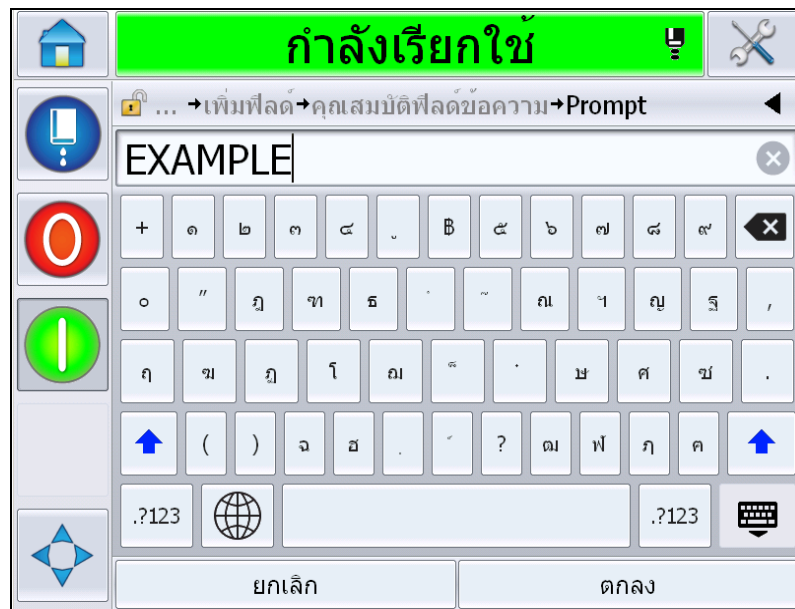 กำลังเรียกใช้
... →เพิ่มฟิลด์→คุณสมบัติฟิลด์ข้อความ→Prompt
EXAMPLE
+ ๑ ๒ ๓ ๔ ู ฿ ๕ ๖ ๗ ๘ ๙
๐ " ฎ ฑ ธ ํ ๊ ณ ฯ ญ ฐ ,
ฤ ฆ ฏ โ ฌ ็ ๋ ษ ศ ซ .
( ) ฉ ฮ ฺ ์ ? ฒ ฬ ฦ ค
.?123 .?123
ยกเลิก ตกลง